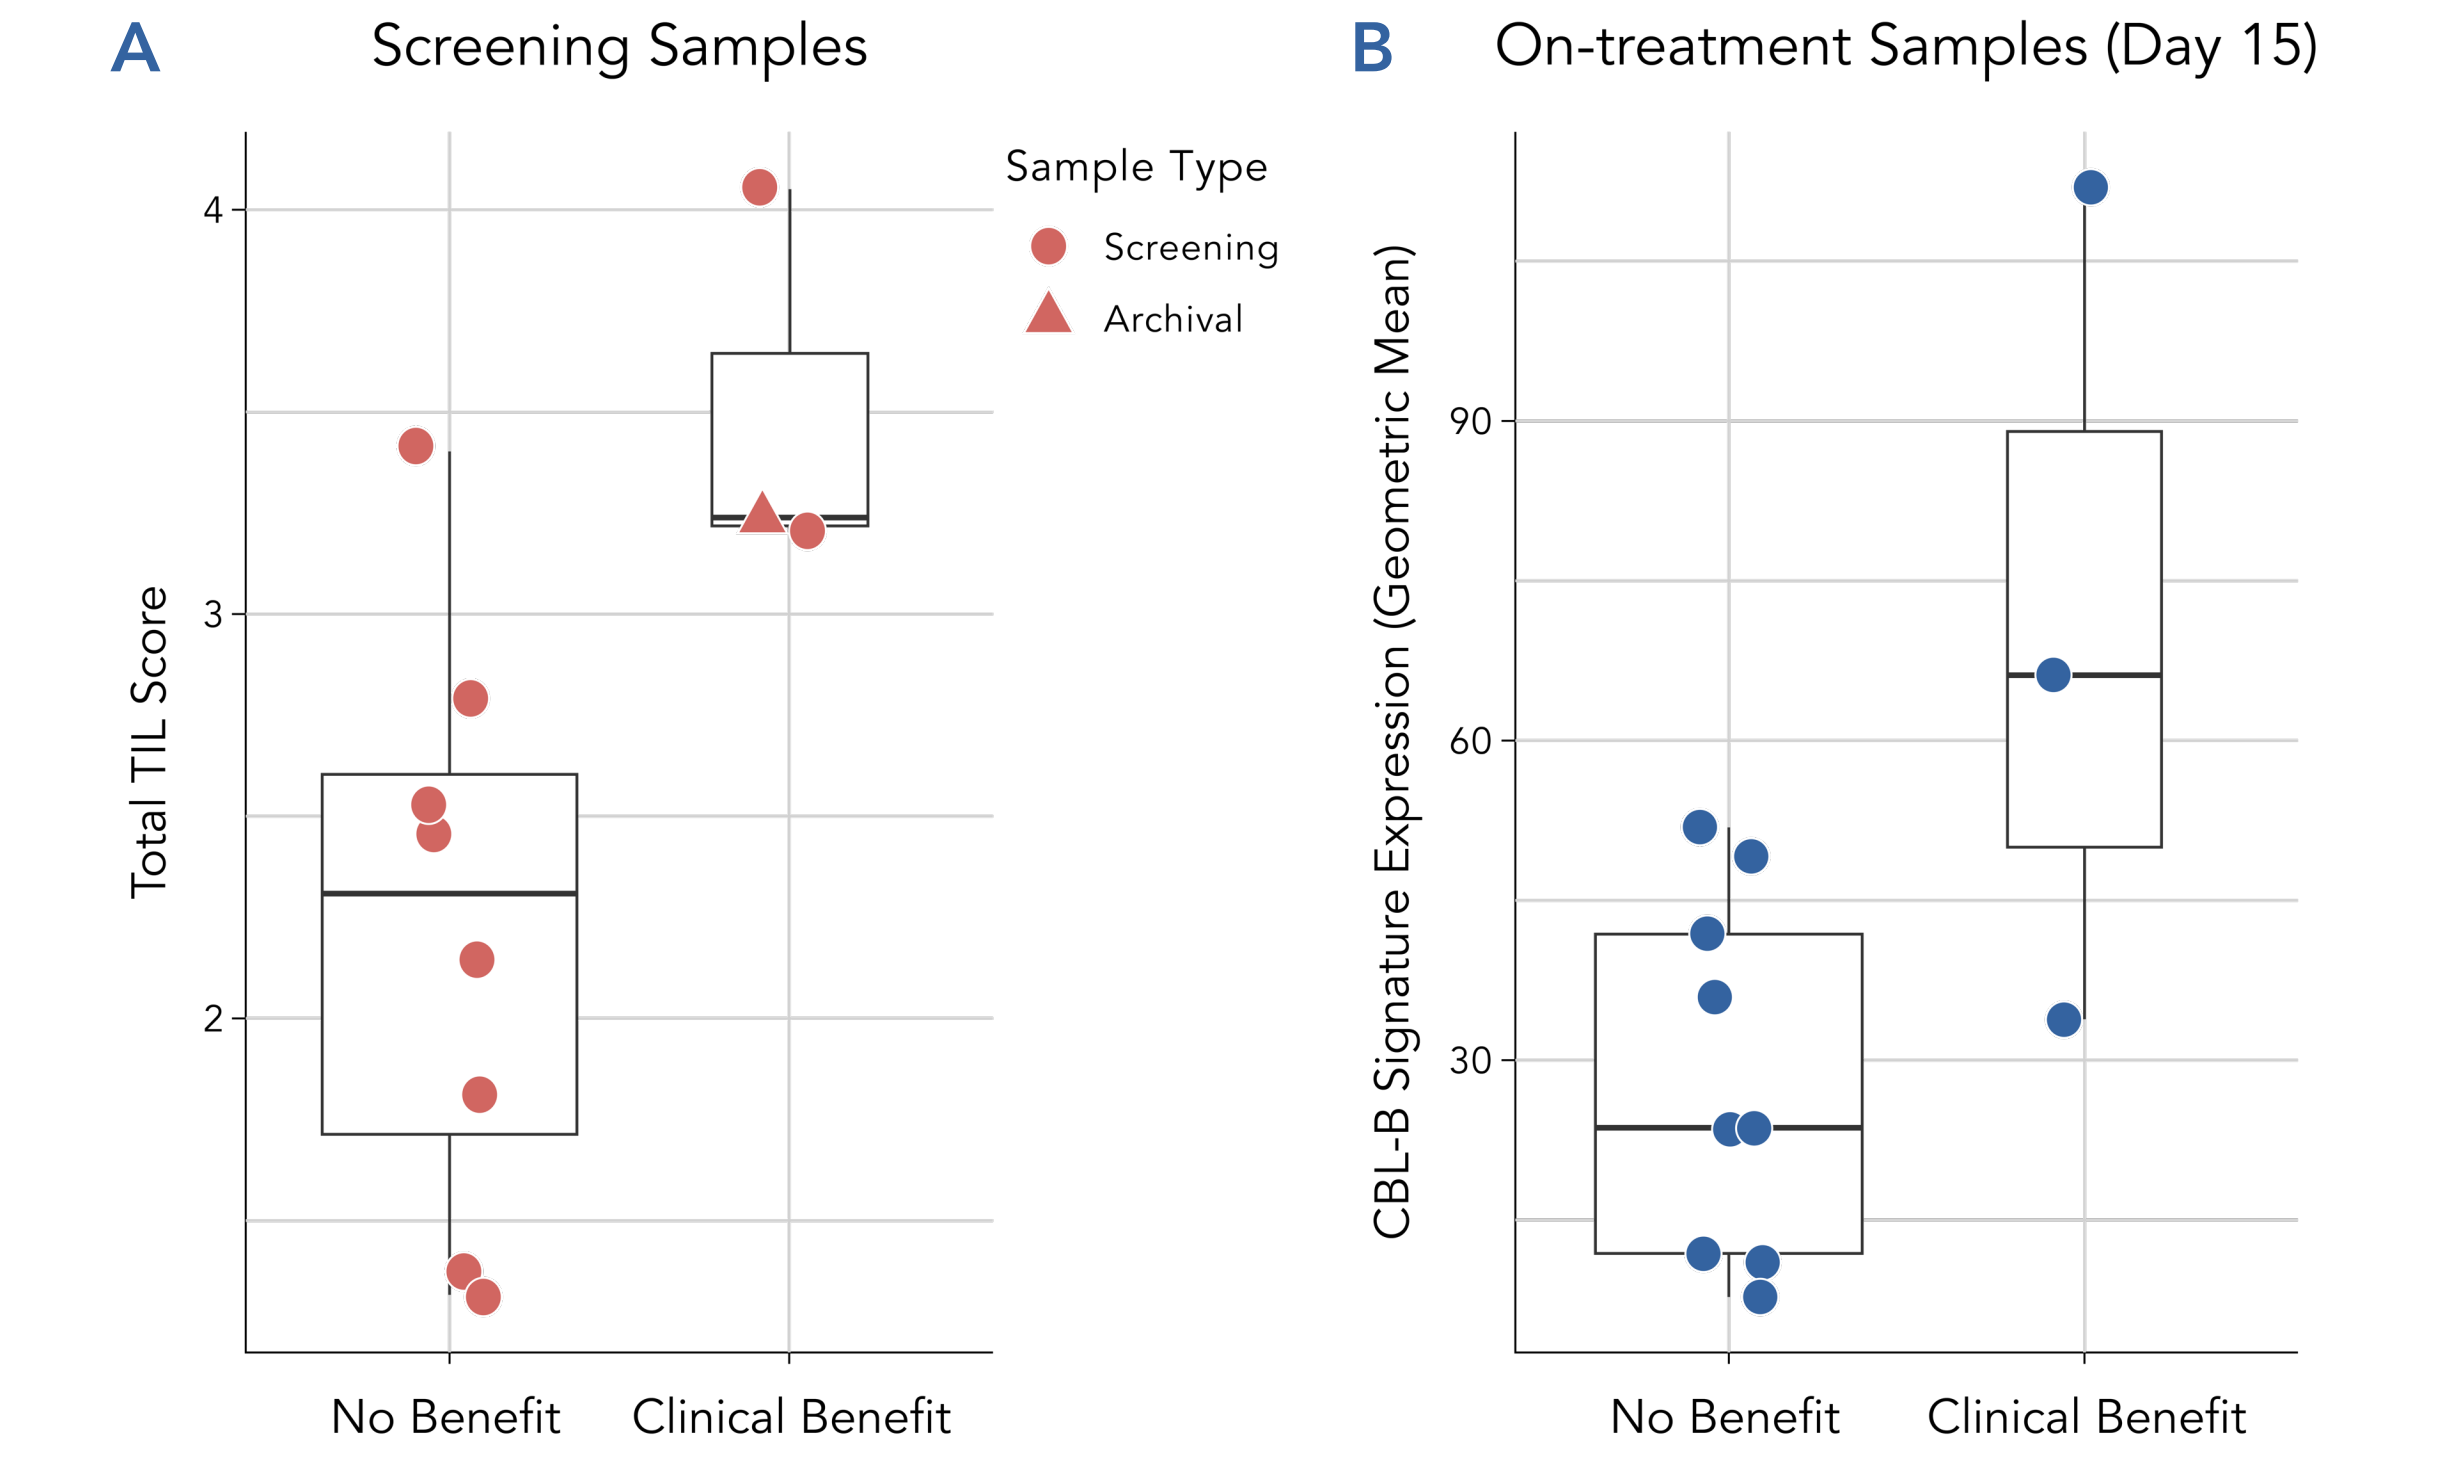 A
Screening Samples
Total TIL Score
4
3
2
No Benefit
Clinical Benefit
Sample Type
Screening
Archival
B
On-treatment Samples (Day 15)
CBL-B Signature Expression (Geometric Mean)
90
60
30
No Benefit
Clinical Benefit